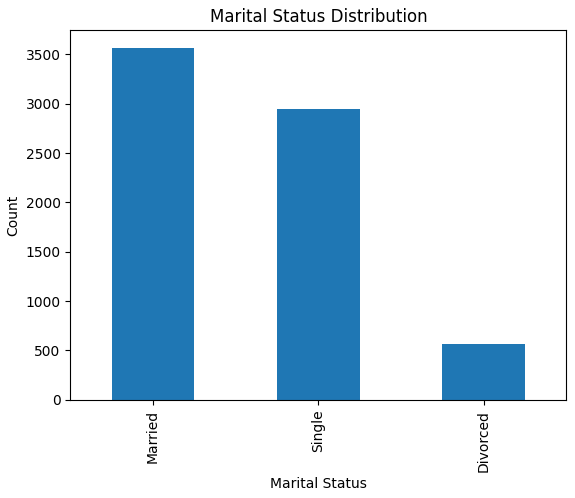 Marital Status Distribution
3500
3000
2500
2000
1500
1000
500
0
Count
Married
Single
Divorced
Marital Status